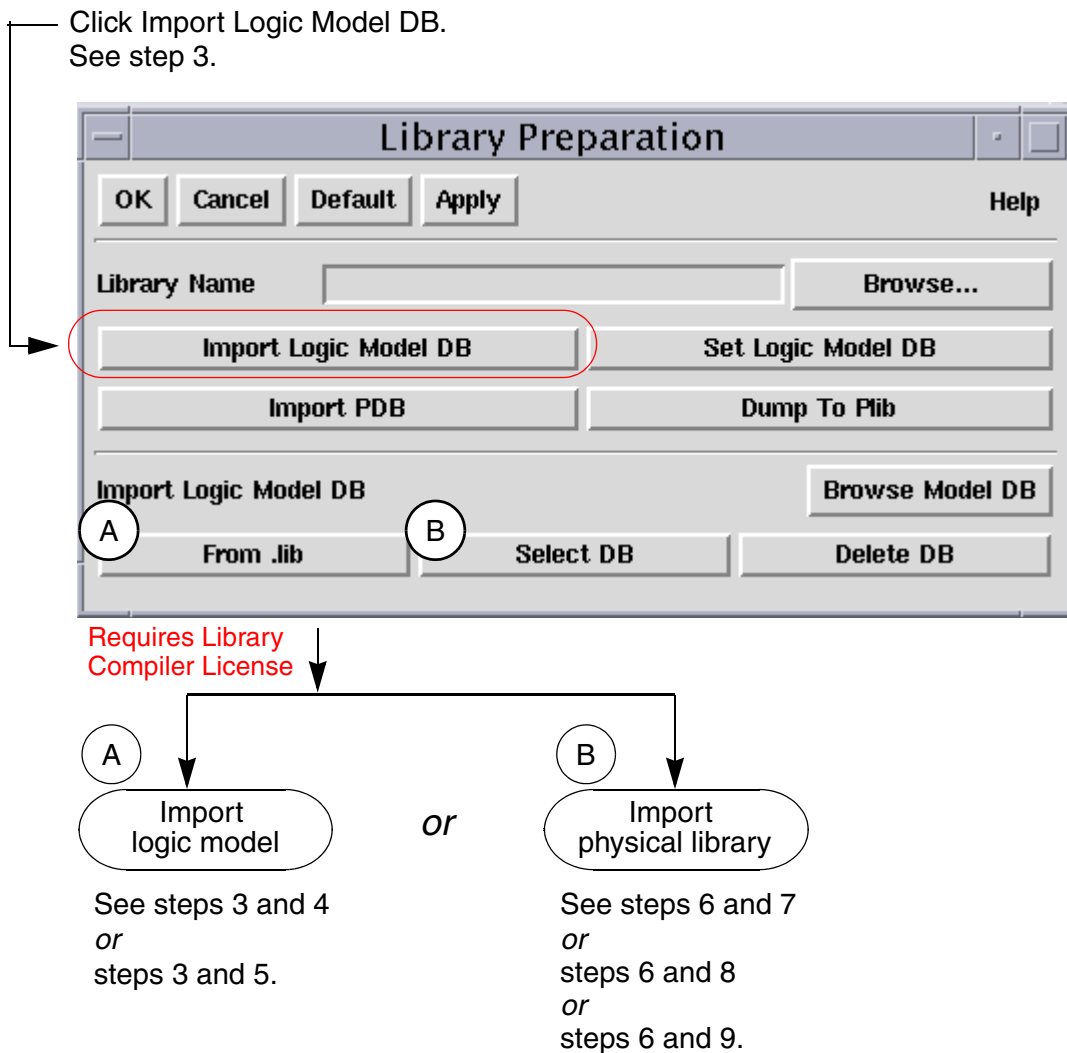 Click Import Logic Model DB.
See step 3.
Library Preparation
OK Cancel Default Apply Help
Library Name Browse...
Import Logic Model DB Set Logic Model DB
Import PDB Dump To Plib
Import Logic Model DB Browse Model DB
A B
From .lib Select DB Delete DB
Requires Library
Compiler License
A
Import
logic model
or
B
Import
physical library
See steps 3 and 4
or
steps 3 and 5.
See steps 6 and 7
or
steps 6 and 8
or
steps 6 and 9.